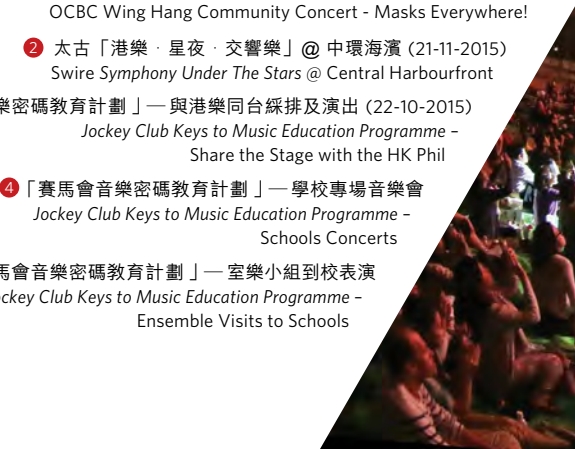 OCBC Wing Hang Community Concert - Masks Everywhere!
2 太古「港樂．星夜．交響樂」@ 中環海濱 (21-11-2015)
Swire Symphony Under The Stars @ Central Harbourfront
樂密碼教育計劃」— 與港樂同台綵排及演出 (22-10-2015)
Jockey Club Keys to Music Education Programme –
Share the Stage with the HK Phil
4「賽馬會音樂密碼教育計劃」— 學校專場音樂會
Jockey Club Keys to Music Education Programme –
Schools Concerts
馬會音樂密碼教育計劃」— 室樂小組到校表演
ockey Club Keys to Music Education Programme –
Ensemble Visits to Schools